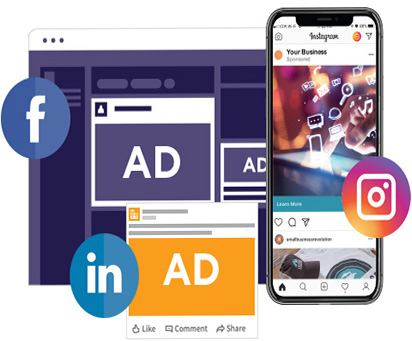 f
Instagram
Your Business
Sponsored
AD
AD
Learn More
in
AD
Like Comment Share
smallbusinessrevolution